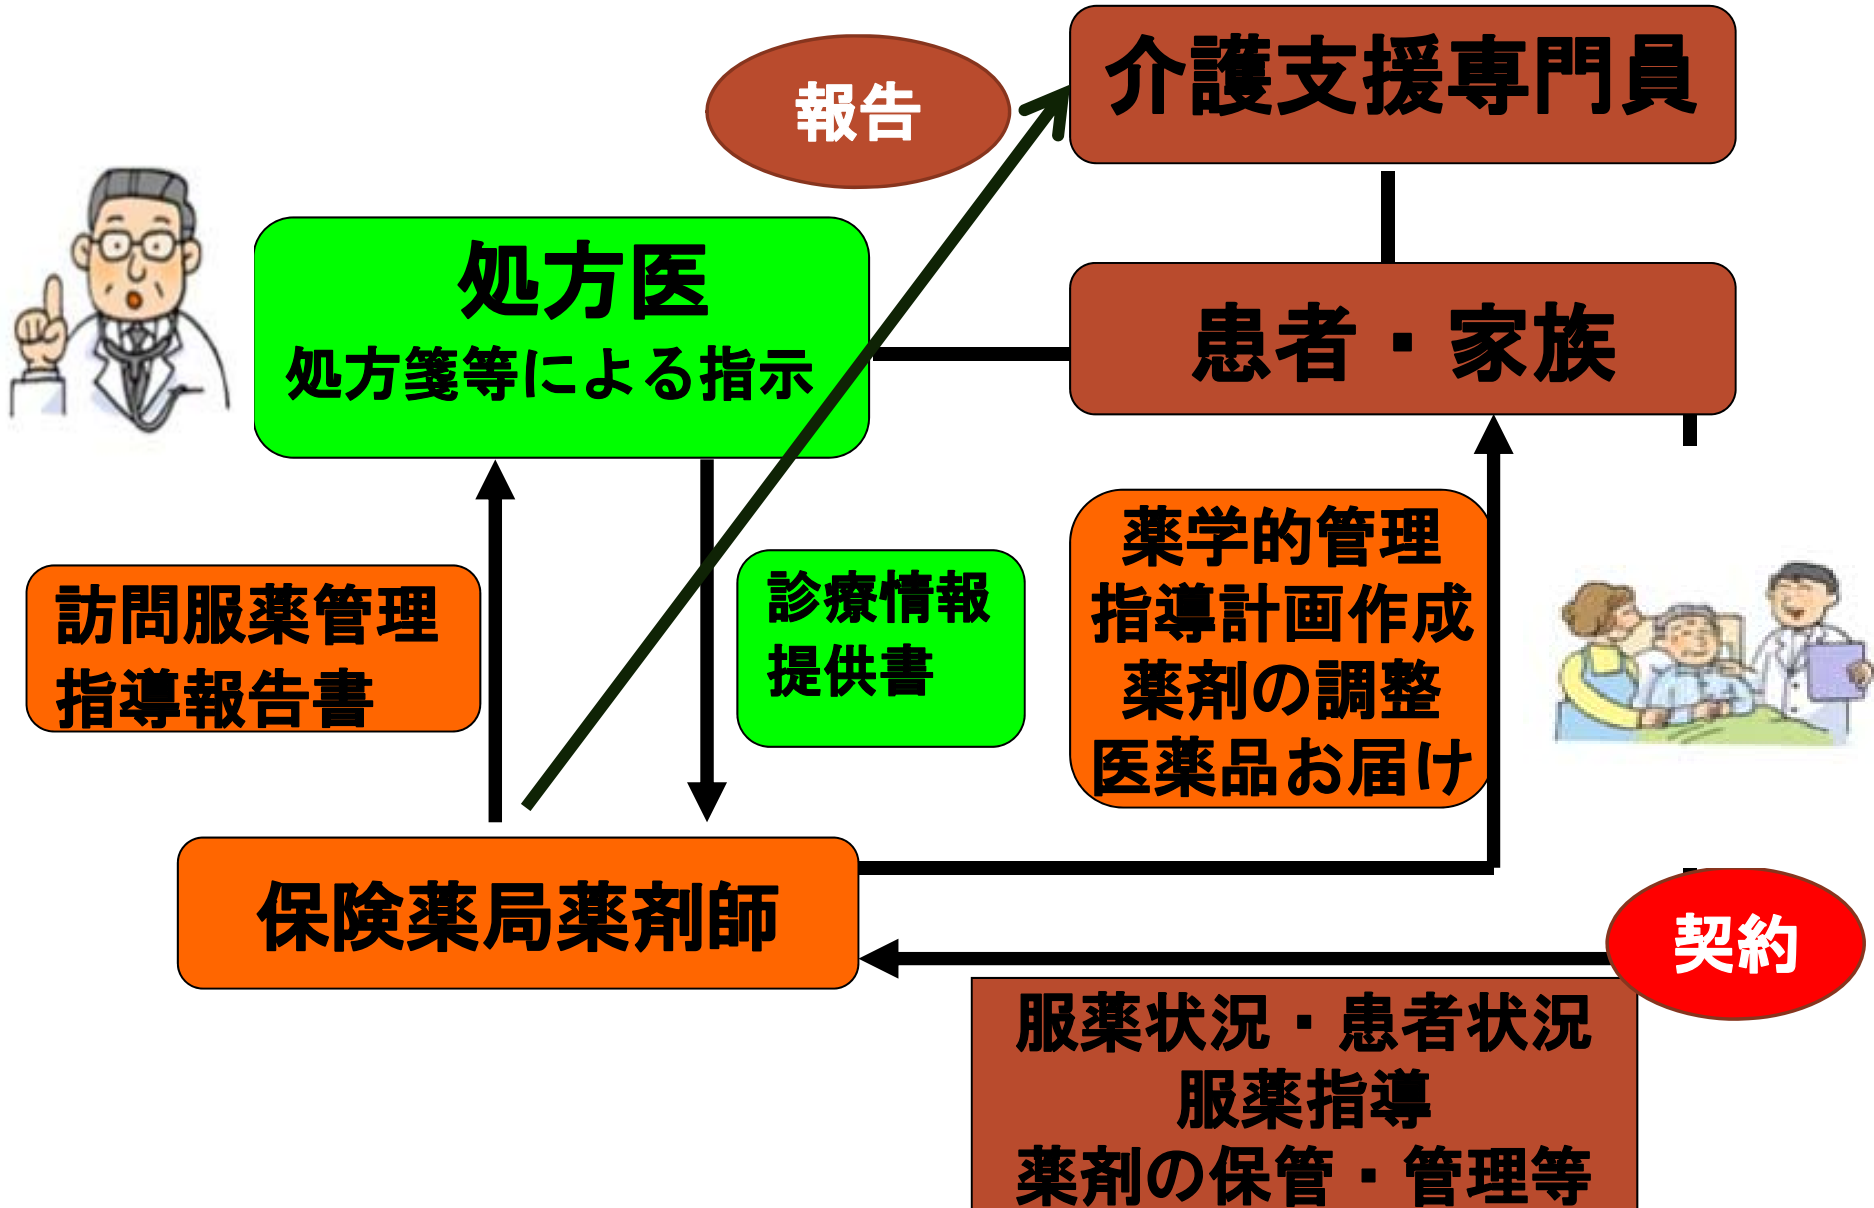 介護支援専門員
報告
処方医
処方箋等による指示
患者・家族
訪問服薬管理
指導報告書
診療情報
提供書
薬学的管理
指導計画作成
薬剤の調整
医薬品お届け
保険薬局薬剤師
契約
服薬状況・患者状況
服薬指導
薬剤の保管・管理等